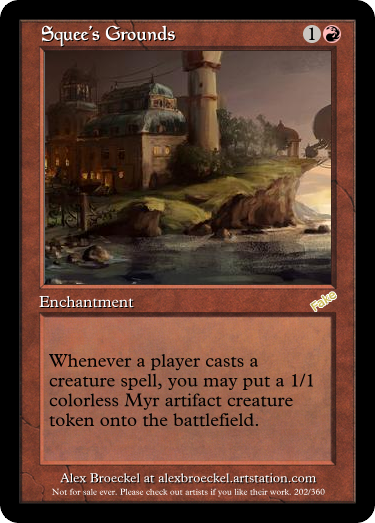 Squee's Grounds 1
Enchantment
Fake
Whenever a player casts a
creature spell, you may put a 1/1
colorless Myr artifact creature
token onto the battlefield.
Alex Broeckel at alexbroeckel.artstation.com
Not for sale ever. Please check out artists if you like their work. 202/360